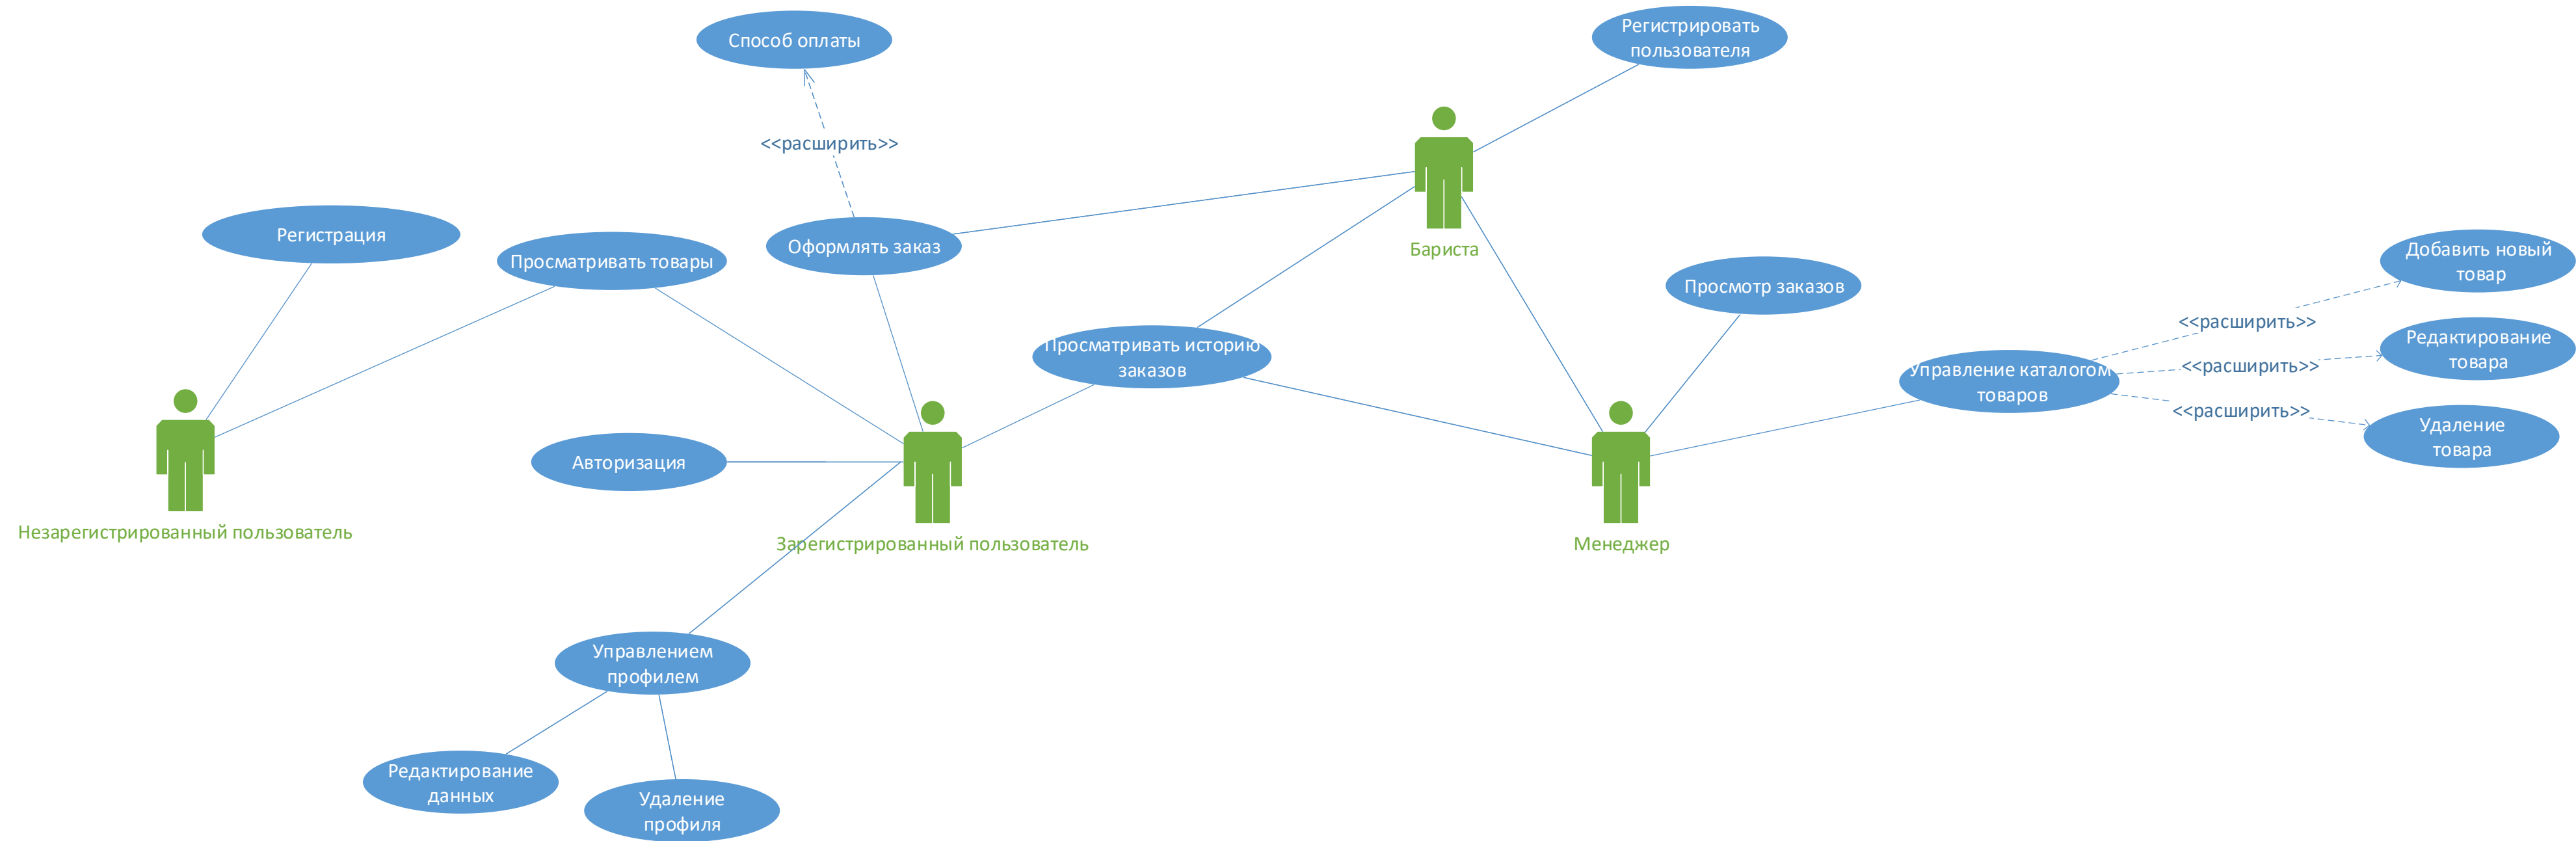 Способ оплаты
Регистрировать
пользователя
<<расширить>>
Регистрация
Просматривать товары
Оформлять заказ
Бариста
Просмотр заказов
Добавить новый
товар
<<расширить>>
Просматривать историю
заказов
Управление каталогом
товаров
<<расширить>>
Редактирование
товара
<<расширить>>
Удаление
товара
Авторизация
Незарегистрированный пользователь
Зарегистрированный пользователь
Менеджер
Управлением
профилем
Редактирование
данных
Удаление
профиля